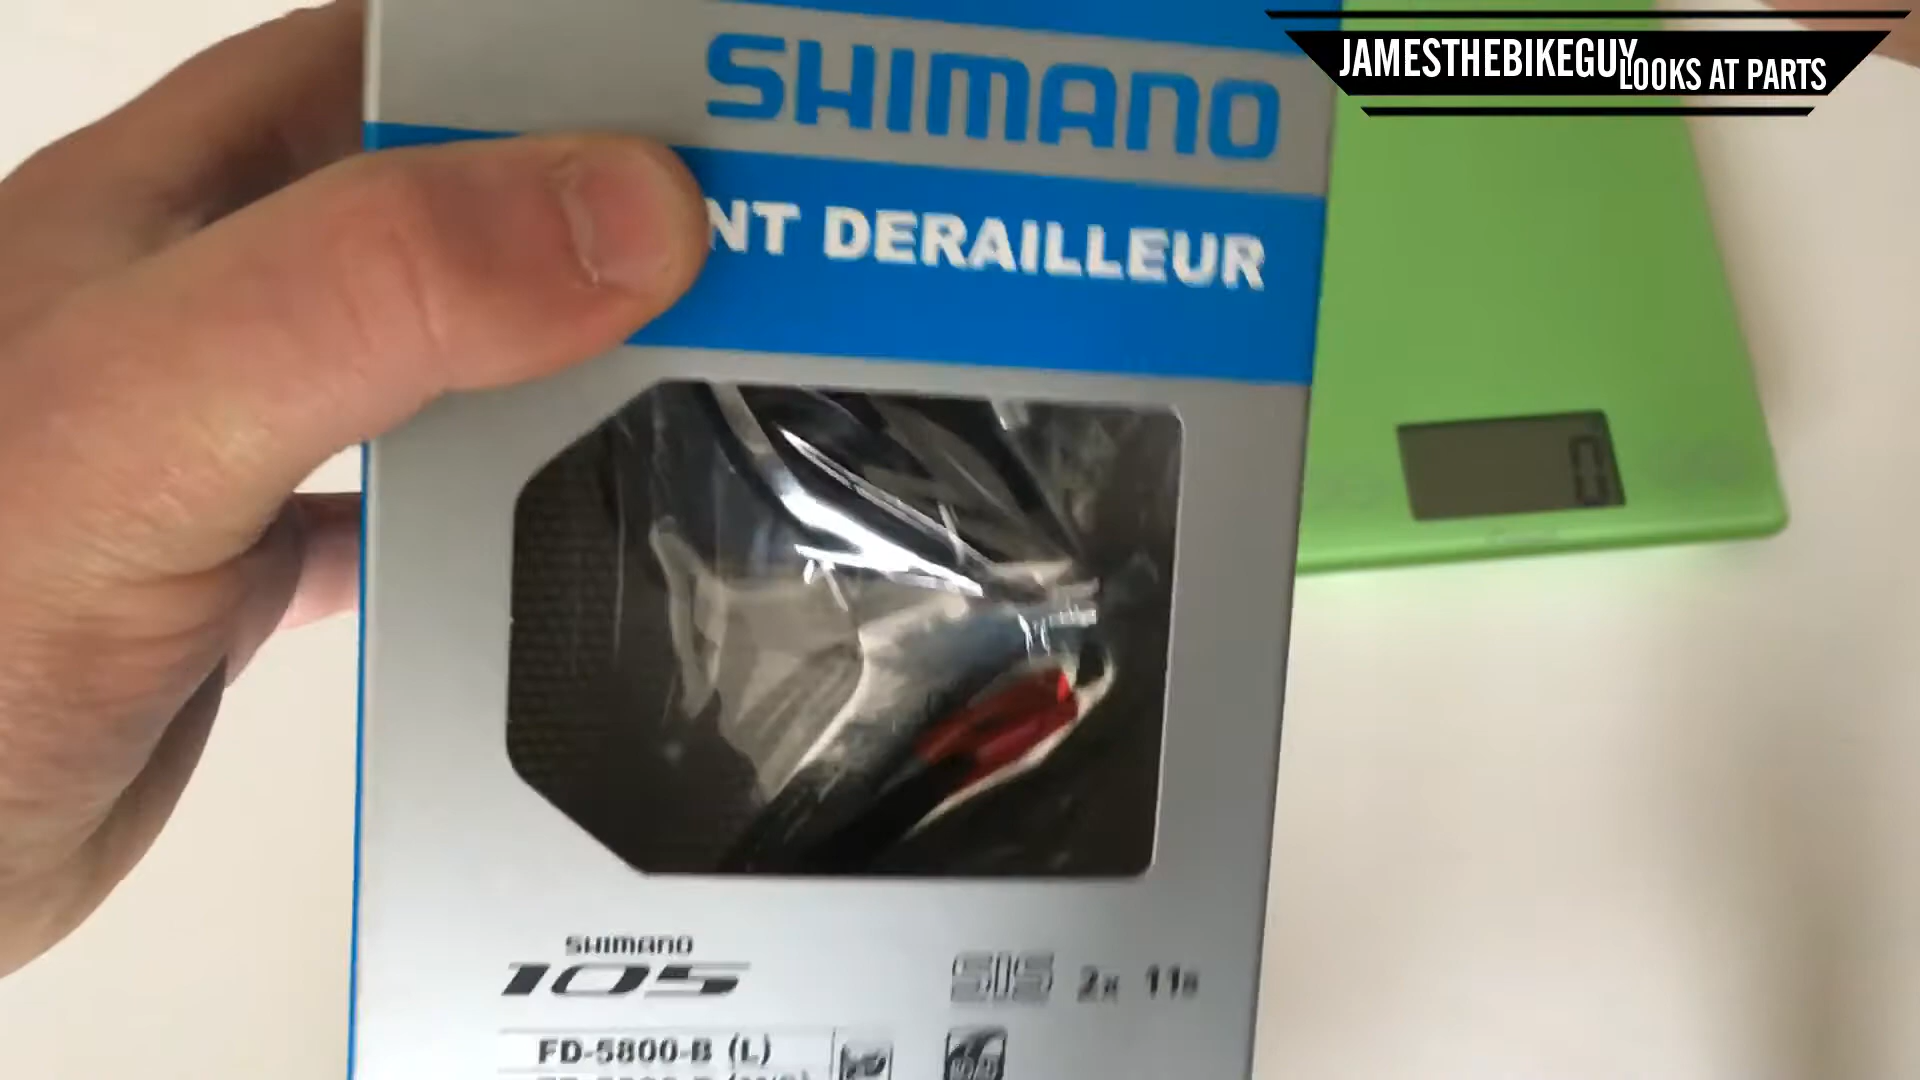 JAMESTHEBIKEGUY
LOOKS AT PARTS
SHIMANO
NT DERAILLEUR
SHIMANO
105
SIS 2x 11s
FD-5800-B (L)